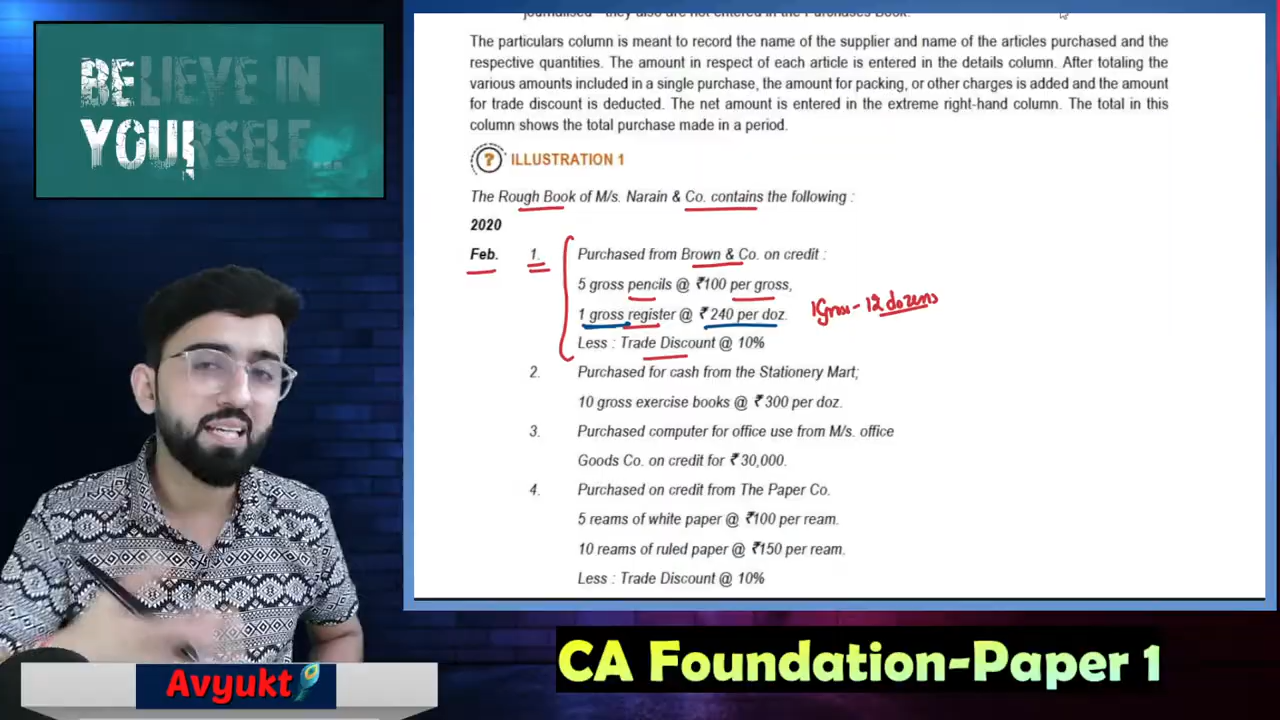 BELIEVE IN
YOURSELF...
journalised - they also are not entered in the Purchases Book.
The particulars column is meant to record the name of the supplier and name of the articles purchased and the
respective quantities. The amount in respect of each article is entered in the details column. After totaling the
various amounts included in a single purchase, the amount for packing, or other charges is added and the amount
for trade discount is deducted. The net amount is entered in the extreme right-hand column. The total in this
column shows the total purchase made in a period.
? ILLUSTRATION 1
The Rough Book of M/s. Narain & Co. contains the following :
2020
Feb. 1. Purchased from Brown & Co. on credit :
5 gross pencils @ ₹100 per gross,
1 gross register @ ₹ 240 per doz.
1 Gross - 12 dozens
Less : Trade Discount @ 10%
2. Purchased for cash from the Stationery Mart;
10 gross exercise books @ ₹ 300 per doz.
3. Purchased computer for office use from M/s. office
Goods Co. on credit for ₹ 30,000.
4. Purchased on credit from The Paper Co.
5 reams of white paper @ ₹100 per ream.
10 reams of ruled paper @ ₹150 per ream.
Less : Trade Discount @ 10%
Avyukt
CA Foundation-Paper 1